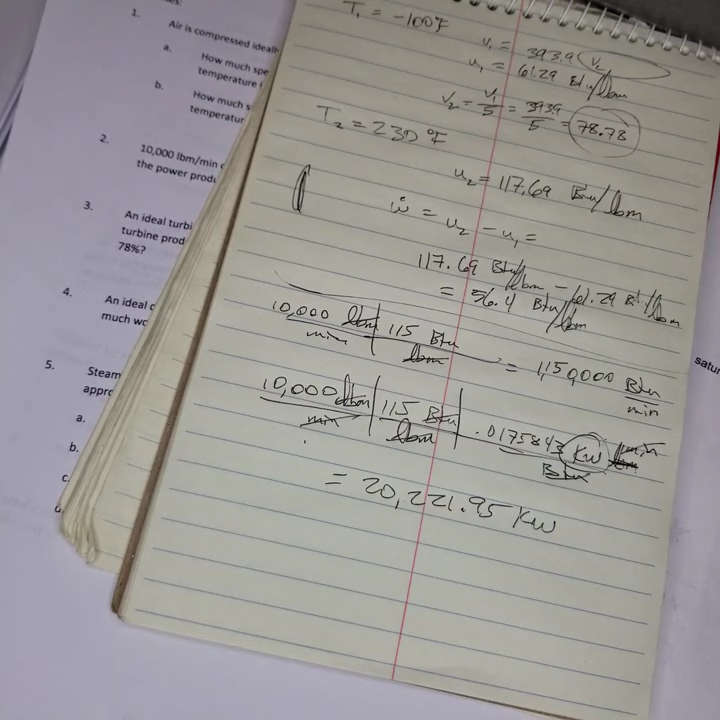 1. Air is compressed ideall
a. How much spe
temperature i
b. How much s
temperatur
2. 10,000 lbm/min
the power prod
3. An ideal turbi
turbine prod
78%?
4. An ideal
much wo
5. Steam
appro
a.
b.
c.
satur
T₁ = -100°F
v₁ = 393.9
u₁ = 61.29 Btu/lbm
v₂ = v₁/5 = 393.9/5 = 78.78
T₂ = 230 °F
u₂ = 117.69 Btu/lbm
ẇ = u₂ - u₁ =
117.69 Btu/lbm - 61.29 Btu/lbm
= 56.4 Btu/lbm
10,000 lbm/min | 115 Btu/lbm = 1,150,000 Btu/min
10,000 lbm/min | 115 Btu/lbm | .0175843 KW min/Btu
= 20,221.95 KW